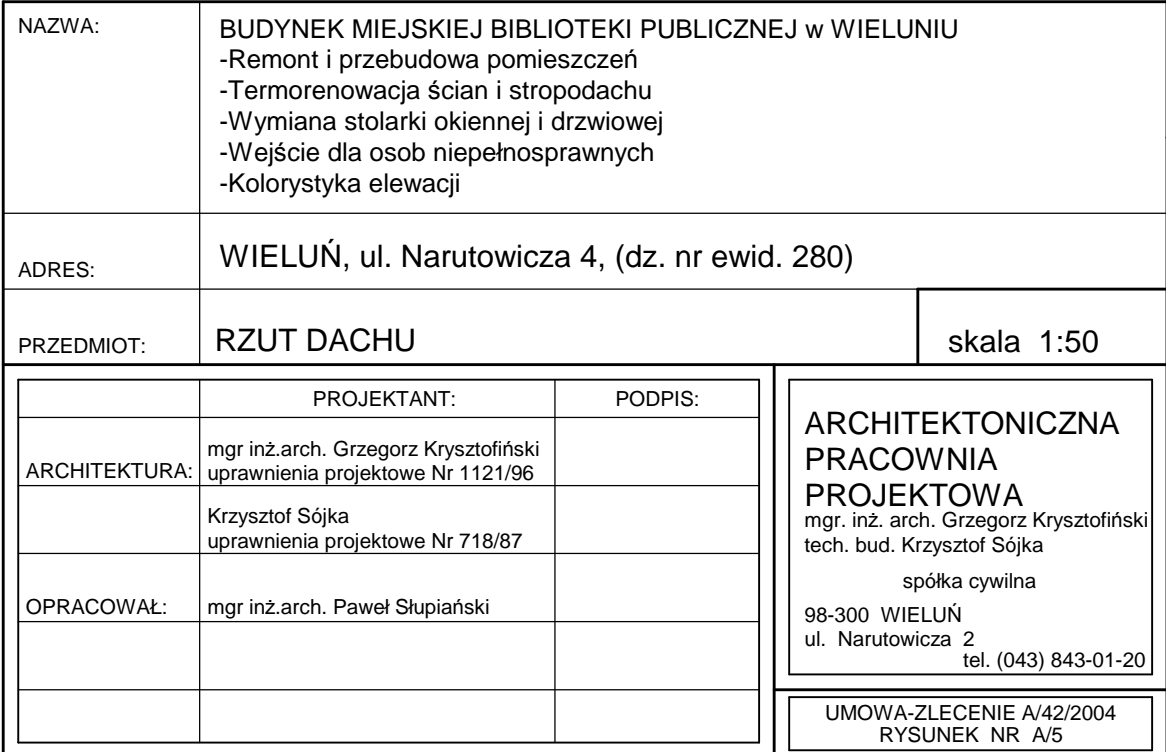 NAZWA:
BUDYNEK MIEJSKIEJ BIBLIOTEKI PUBLICZNEJ w WIELUNIU
-Remont i przebudowa pomieszczeń
-Termorenowacja ścian i stropodachu
-Wymiana stolarki okiennej i drzwiowej
-Wejście dla osob niepełnosprawnych
-Kolorystyka elewacji
ADRES:
WIELUŃ, ul. Narutowicza 4, (dz. nr ewid. 280)
PRZEDMIOT:
RZUT DACHU
skala 1:50
PROJEKTANT:
PODPIS:
ARCHITEKTURA:
mgr inż.arch. Grzegorz Krysztofiński
uprawnienia projektowe Nr 1121/96
Krzysztof Sójka
uprawnienia projektowe Nr 718/87
OPRACOWAŁ:
mgr inż.arch. Paweł Słupiański
ARCHITEKTONICZNA
PRACOWNIA
PROJEKTOWA
mgr. inż. arch. Grzegorz Krysztofiński
tech. bud. Krzysztof Sójka
spółka cywilna
98-300 WIELUŃ
ul. Narutowicza 2
tel. (043) 843-01-20
UMOWA-ZLECENIE A/42/2004
RYSUNEK NR A/5